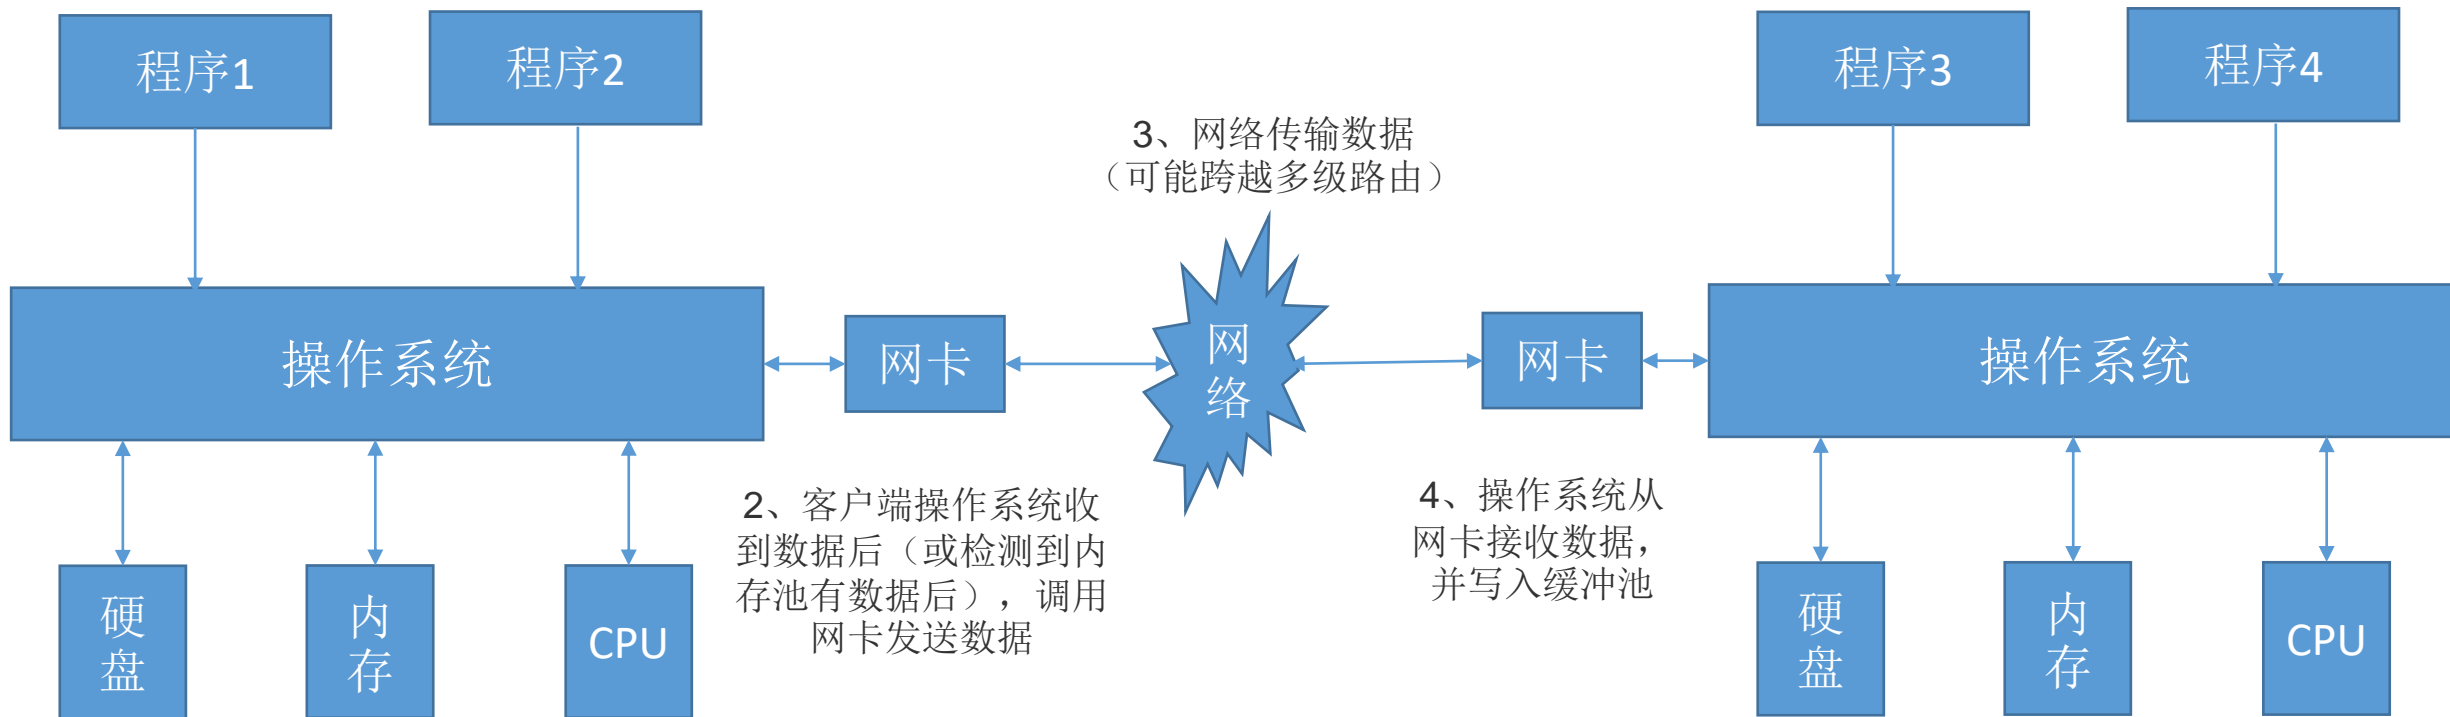 程序1
程序2
程序3
程序4
3、网络传输数据
（可能跨越多级路由）
操作系统
网卡
网
络
网卡
操作系统
2、客户端操作系统收
到数据后（或检测到内
存池有数据后），调用
网卡发送数据
4、操作系统从
网卡接收数据，
并写入缓冲池
硬
盘
内
存
CPU
硬
盘
内
存
CPU